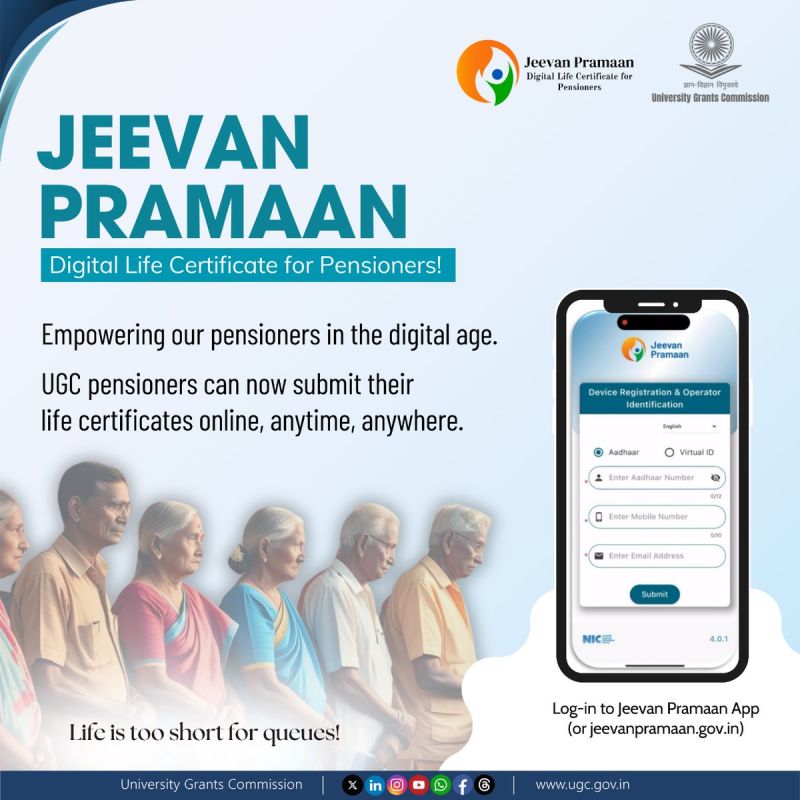 Jeevan Pramaan
Digital Life Certificate for
Pensioners
ज्ञान-विज्ञान विमुक्तये
University Grants Commission
JEEVAN
PRAMAAN
Digital Life Certificate for Pensioners!
Empowering our pensioners in the digital age.
UGC pensioners can now submit their
life certificates online, anytime, anywhere.
Jeevan
Pramaan
Device Registration & Operator
Identification
English
Aadhaar
Virtual ID
Enter Aadhaar Number
0/12
Enter Mobile Number
0/10
Enter Email Address
Submit
NIC
4.0.1
Life is too short for queues!
Log-in to Jeevan Pramaan App
(or jeevanpramaan.gov.in)
University Grants Commission
www.ugc.gov.in